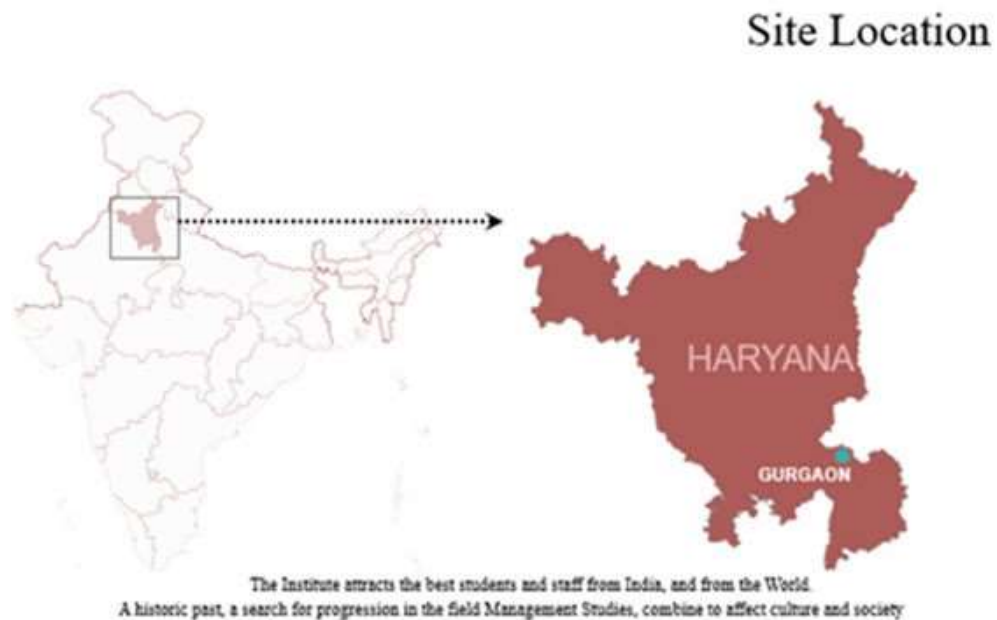 Site Location
HARYANA
GURGAON
The Institute attracts the best students and staff from India, and from the World.
A historic past, a search for progression in the field Management Studies, combine to affect culture and society